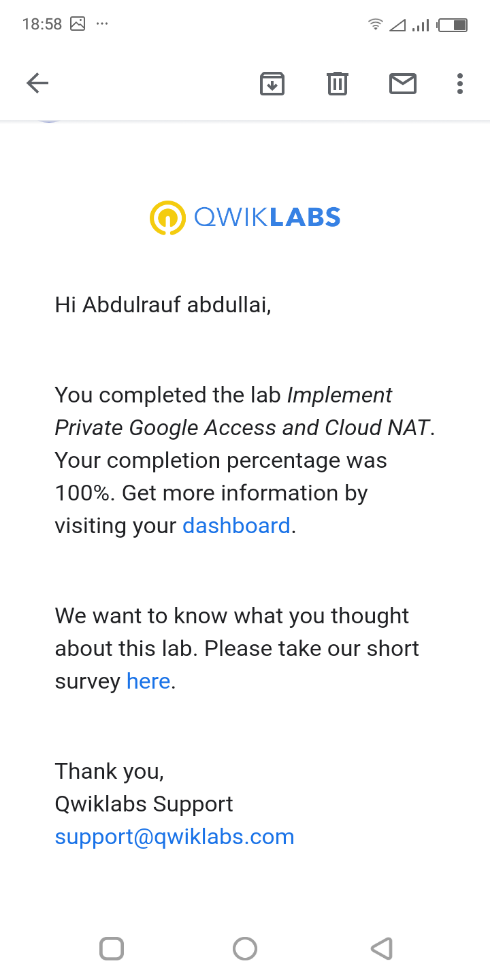 18:58
QWIKLABS
Hi Abdulrauf abdullai,
You completed the lab Implement
Private Google Access and Cloud NAT.
Your completion percentage was
100%. Get more information by
visiting your dashboard.
We want to know what you thought
about this lab. Please take our short
survey here.
Thank you,
Qwiklabs Support
support@qwiklabs.com